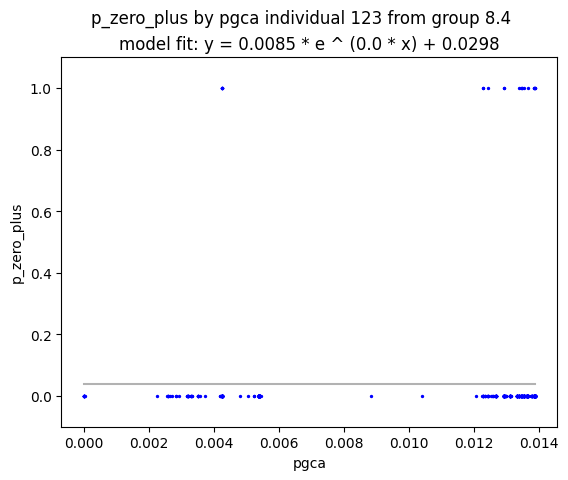 p_zero_plus by pgca individual 123 from group 8.4
model fit: y = 0.0085 * e ^ (0.0 * x) + 0.0298
1.0
0.8
0.6
0.4
0.2
0.0
p_zero_plus
0.000 0.002 0.004 0.006 0.008 0.010 0.012 0.014
pgca